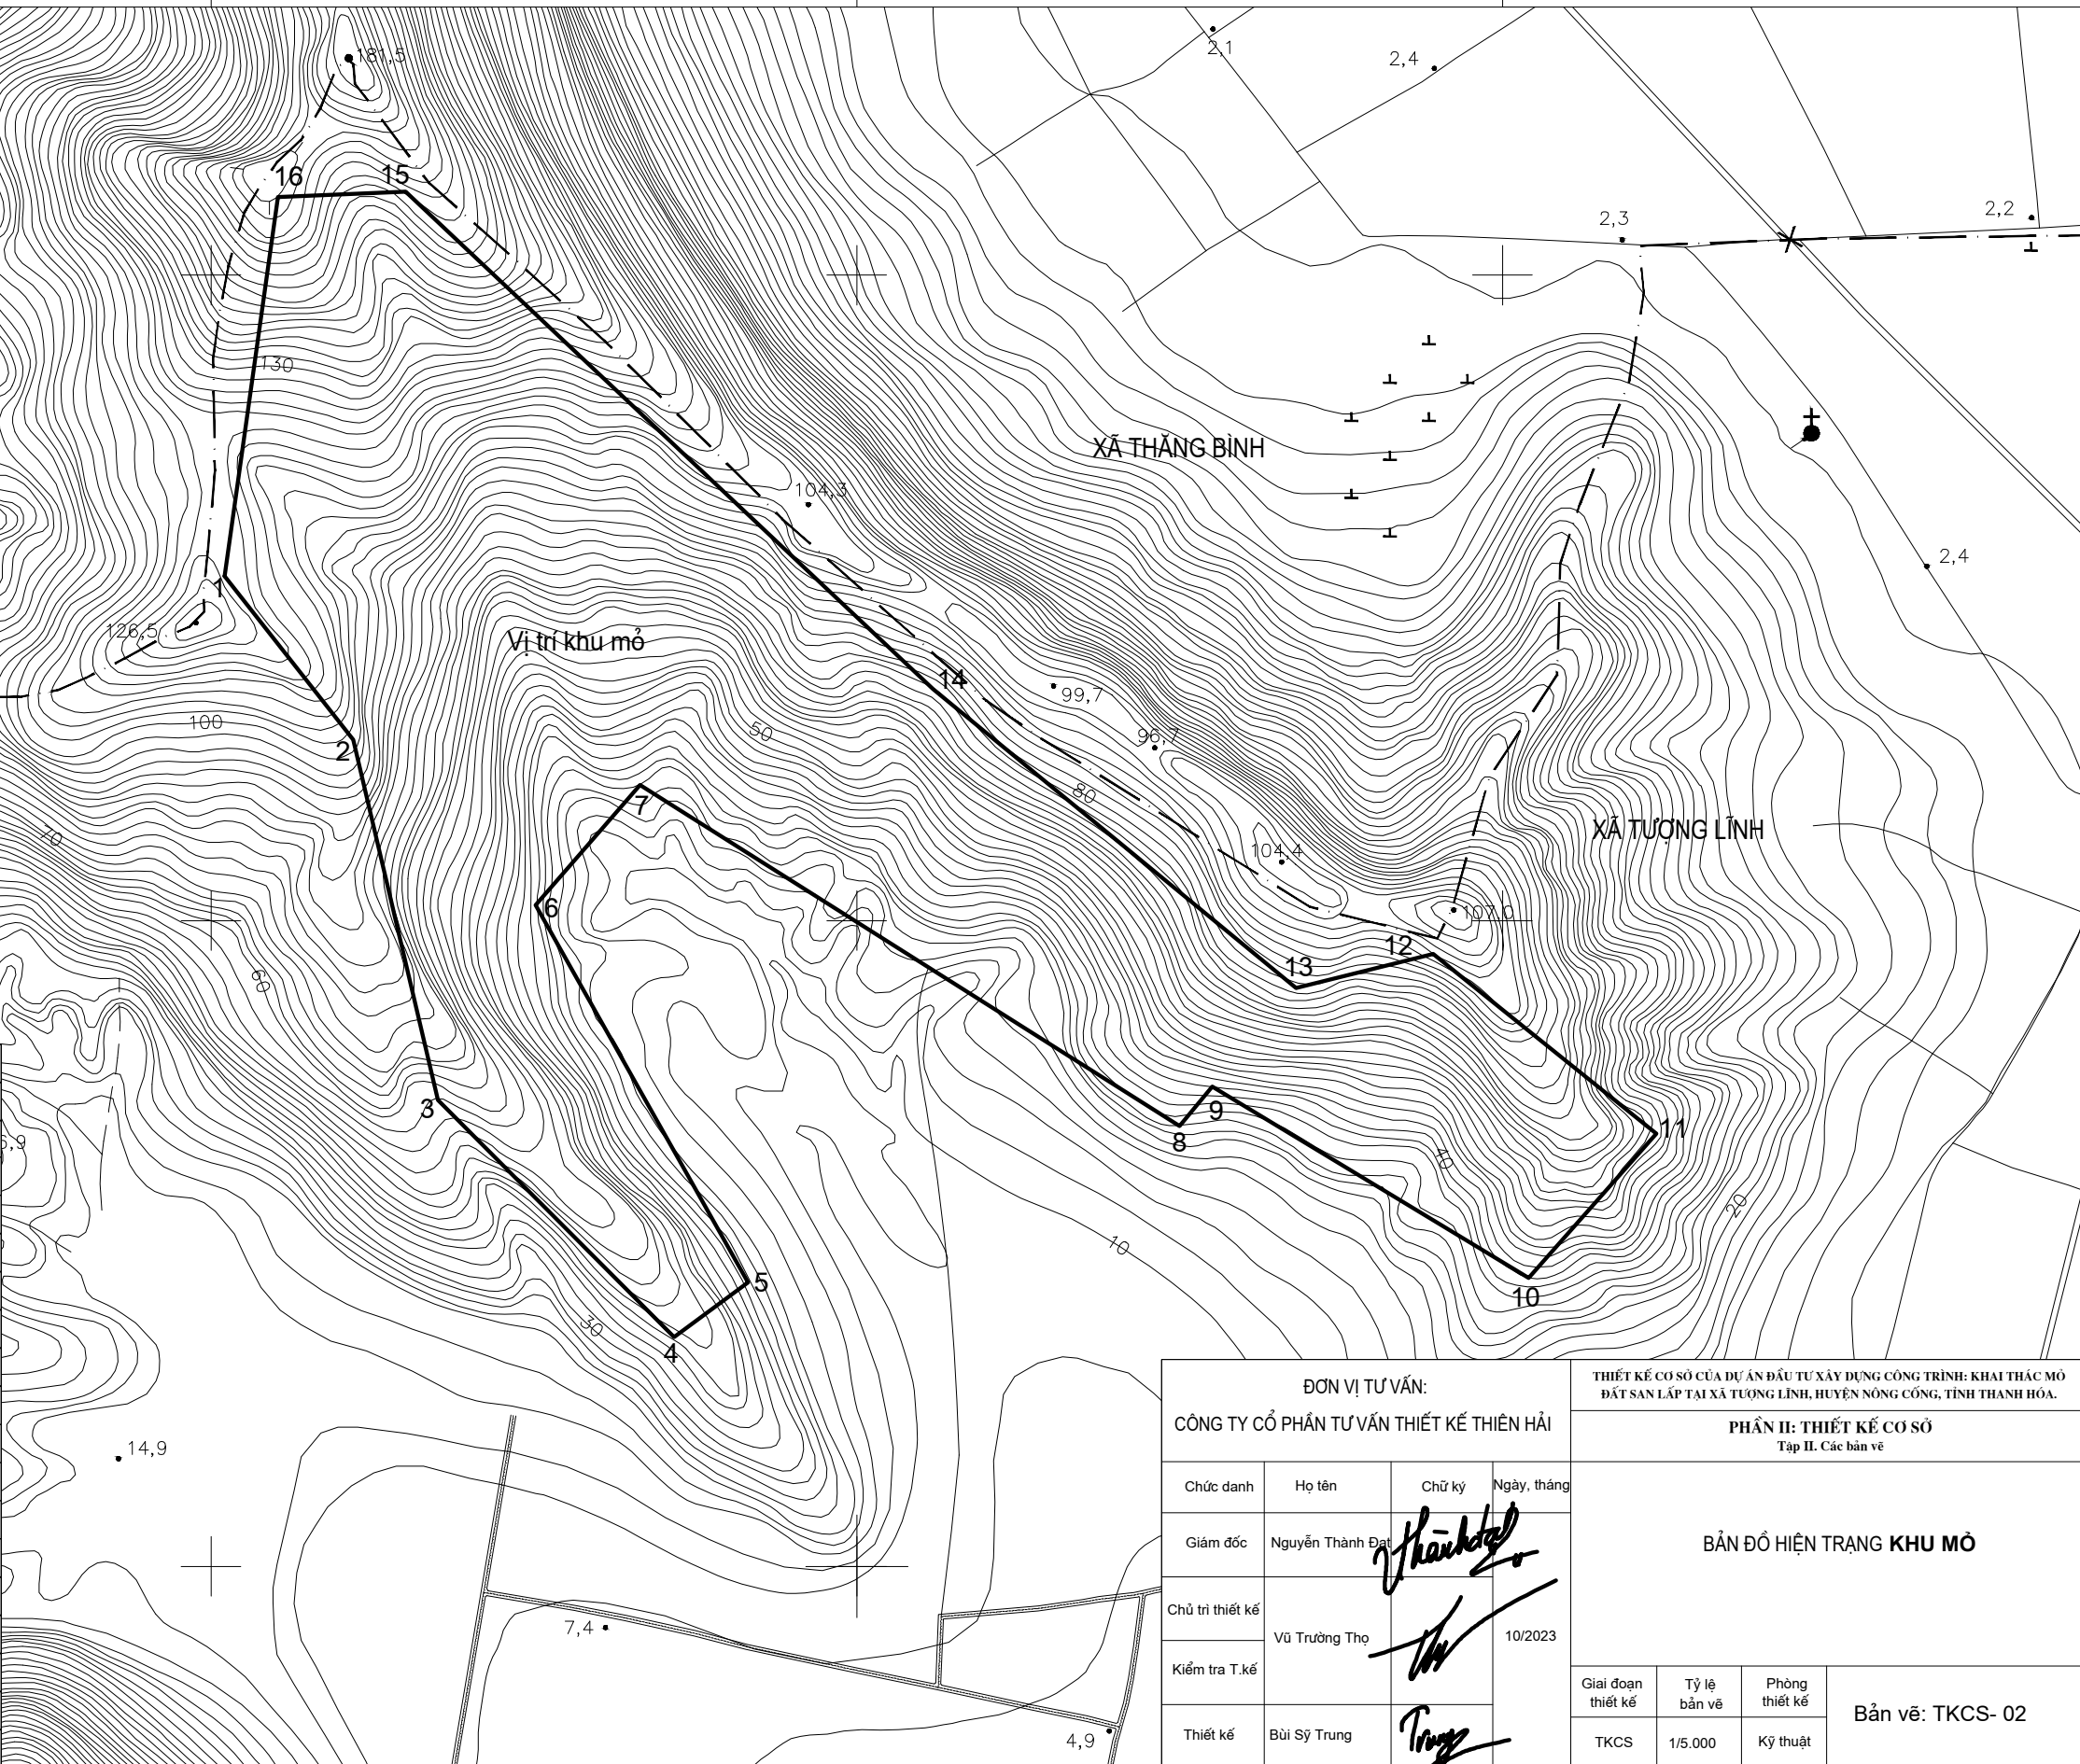 181,5
2,1
2,4
16
15
2,3
2,2
130
XÃ THĂNG BÌNH
104,3
2,4
1
126,5
Vị trí khu mỏ
14
99,7
100
50
96,7
2
80
7
70
XÃ TƯỢNG LĨNH
104,4
6
107,0
12
13
60
3
9
11
8
6,9
40
20
10
5
10
30
4
14,9
7,4
4,9
ĐƠN VỊ TƯ VẤN:
CÔNG TY CỔ PHẦN TƯ VẤN THIẾT KẾ THIÊN HẢI
THIẾT KẾ CƠ SỞ CỦA DỰ ÁN ĐẦU TƯ XÂY DỰNG CÔNG TRÌNH: KHAI THÁC MỎ
ĐẤT SAN LẤP TẠI XÃ TƯỢNG LĨNH, HUYỆN NÔNG CỐNG, TỈNH THANH HÓA.
PHẦN II: THIẾT KẾ CƠ SỞ
Tập II. Các bản vẽ
Chức danh Họ tên Chữ ký Ngày, tháng
Giám đốc Nguyễn Thành Đạt Thànhđạt
BẢN ĐỒ HIỆN TRẠNG KHU MỎ
Chủ trì thiết kế
Vũ Trường Thọ 10/2023
Kiểm tra T.kế
Thiết kế Bùi Sỹ Trung Trung
Giai đoạn
thiết kế
Tỷ lệ
bản vẽ
Phòng
thiết kế
Bản vẽ: TKCS- 02
TKCS 1/5.000 Kỹ thuật